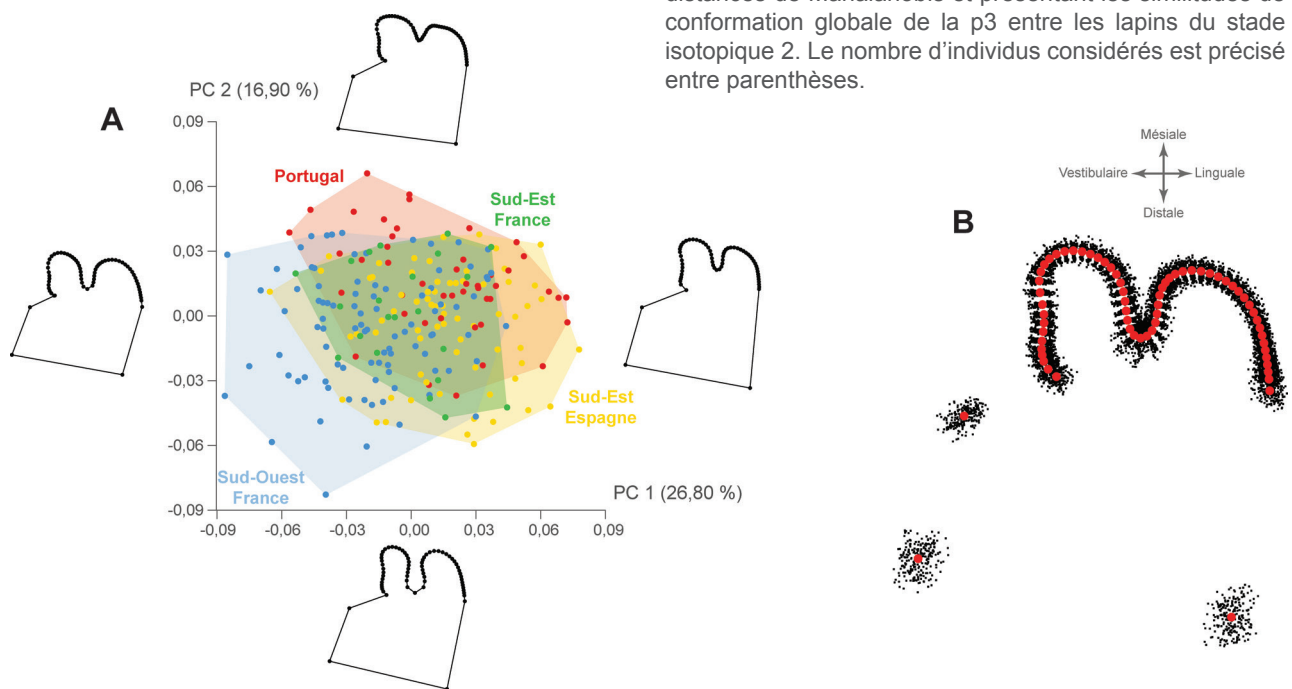 distances de Mahalanobis et présentant les similitudes de
conformation globale de la p3 entre les lapins du stade
isotopique 2. Le nombre d'individus considérés est précisé
entre parenthèses.
PC 2 (16,90 %)
A
0,09
0,06
0,03
0,00
-0,03
-0,06
-0,09
-0,09
-0,06
-0,03
0,00
0,03
0,06
0,09
Portugal
Sud-Est
France
Sud-Est
Espagne
Sud-Ouest
France
PC 1 (26,80 %)
Mésiale
Vestibulaire
Linguale
Distale
B